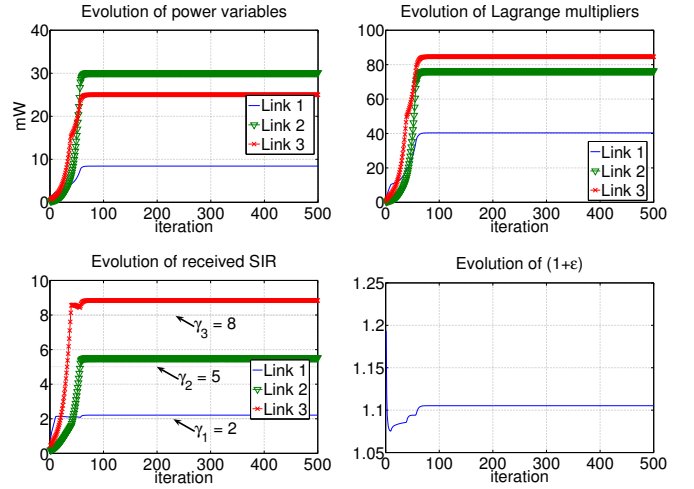 Evolution of power variables
40
30
20
10
0
mW
0 100 200 300 400 500
iteration
Link 1
Link 2
Link 3
Evolution of Lagrange multipliers
100
80
60
40
20
0
0 100 200 300 400 500
iteration
Link 1
Link 2
Link 3
Evolution of received SIR
10
8
6
4
2
0
0 100 200 300 400 500
iteration
γ3 = 8
γ2 = 5
γ1 = 2
Link 1
Link 2
Link 3
Evolution of (1+ε)
1.25
1.2
1.15
1.1
1.05
0 100 200 300 400 500
iteration